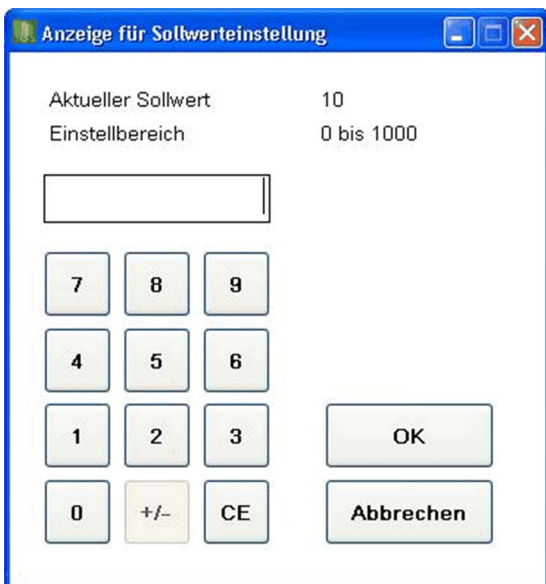 Anzeige für Sollwerteinstellung
Aktueller Sollwert 10
Einstellbereich 0 bis 1000
7 8 9
4 5 6
1 2 3 OK
0 +/- CE Abbrechen